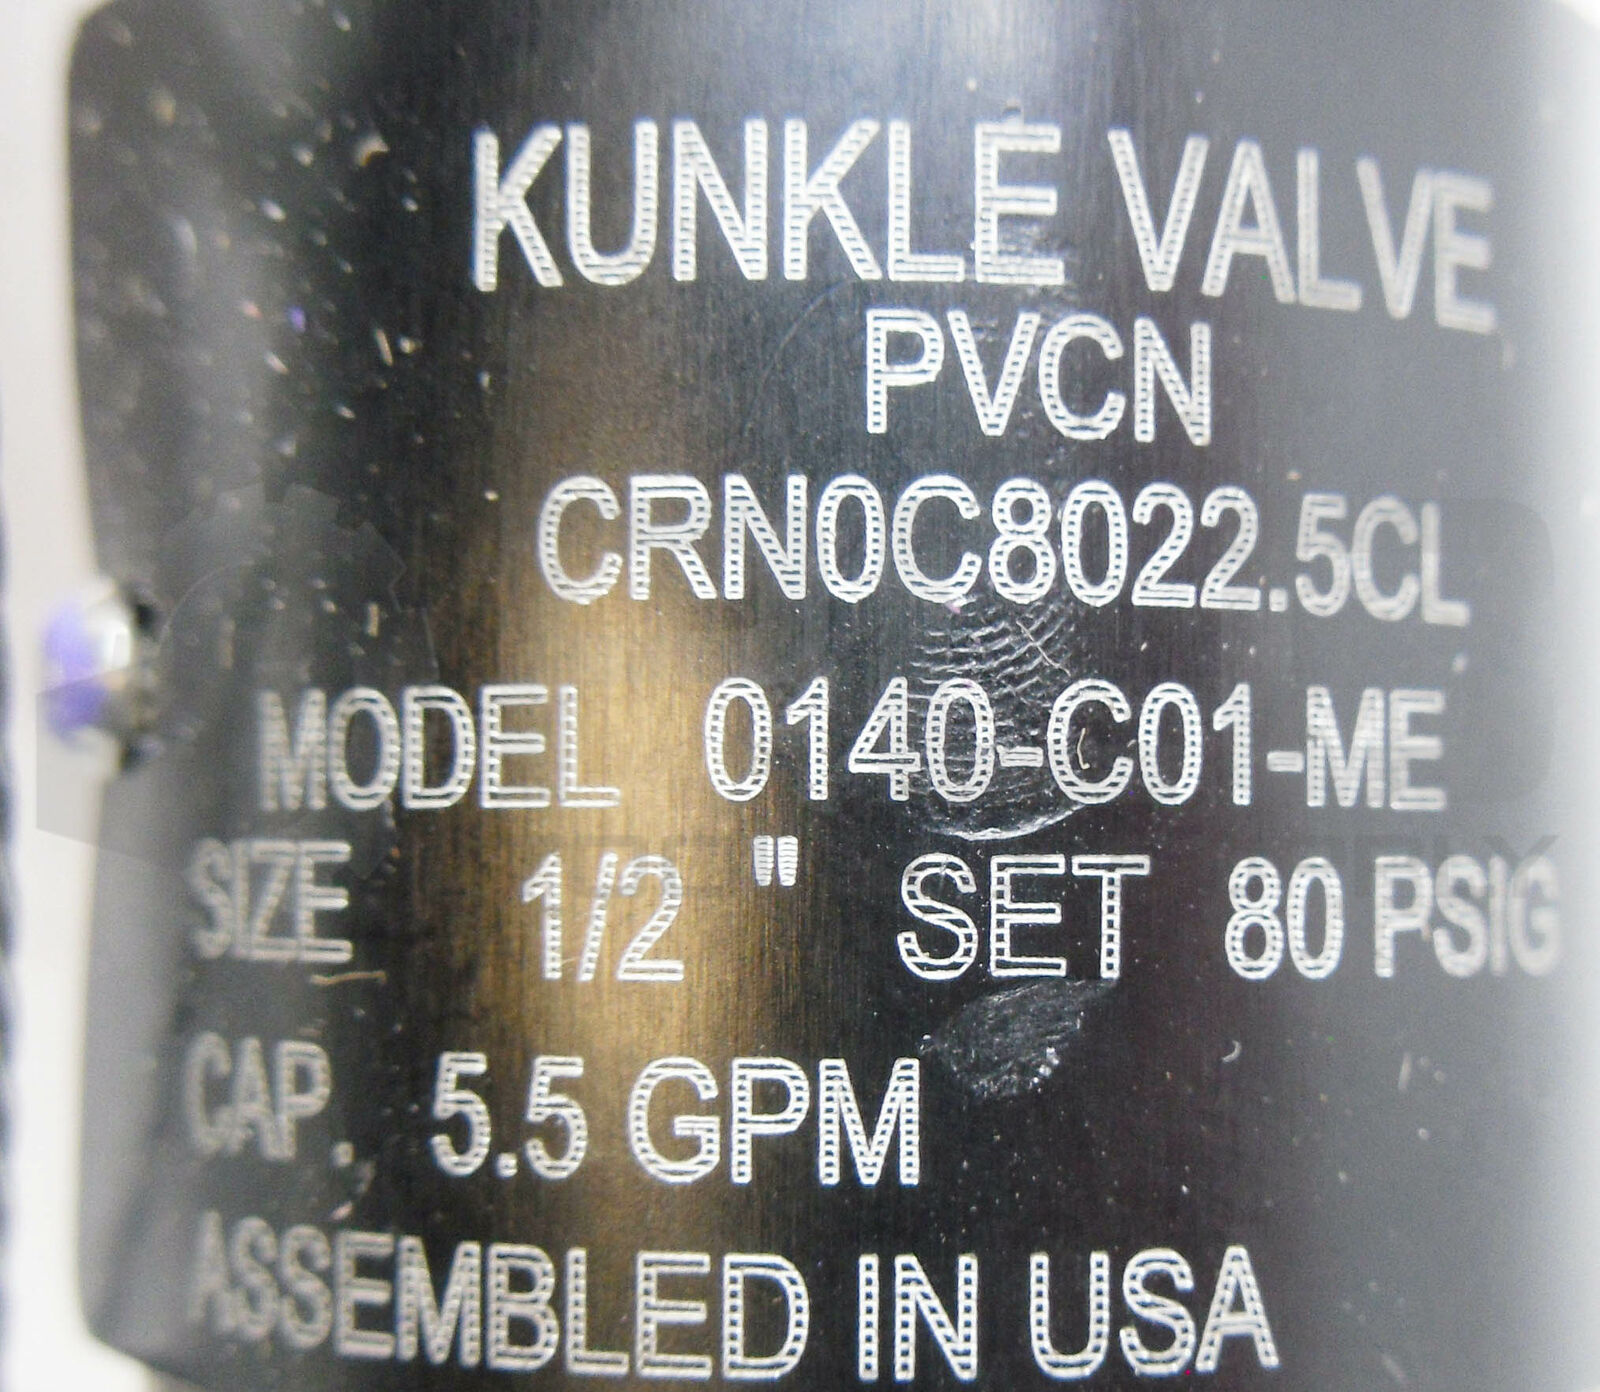 KUNKLE VALVE
PVCN
CRN0C8022.5CL
MODEL 0140-C01-ME
SIZE 1/2 " SET 80 PSIG
CAP. 5.5 GPM
ASSEMBLED IN USA